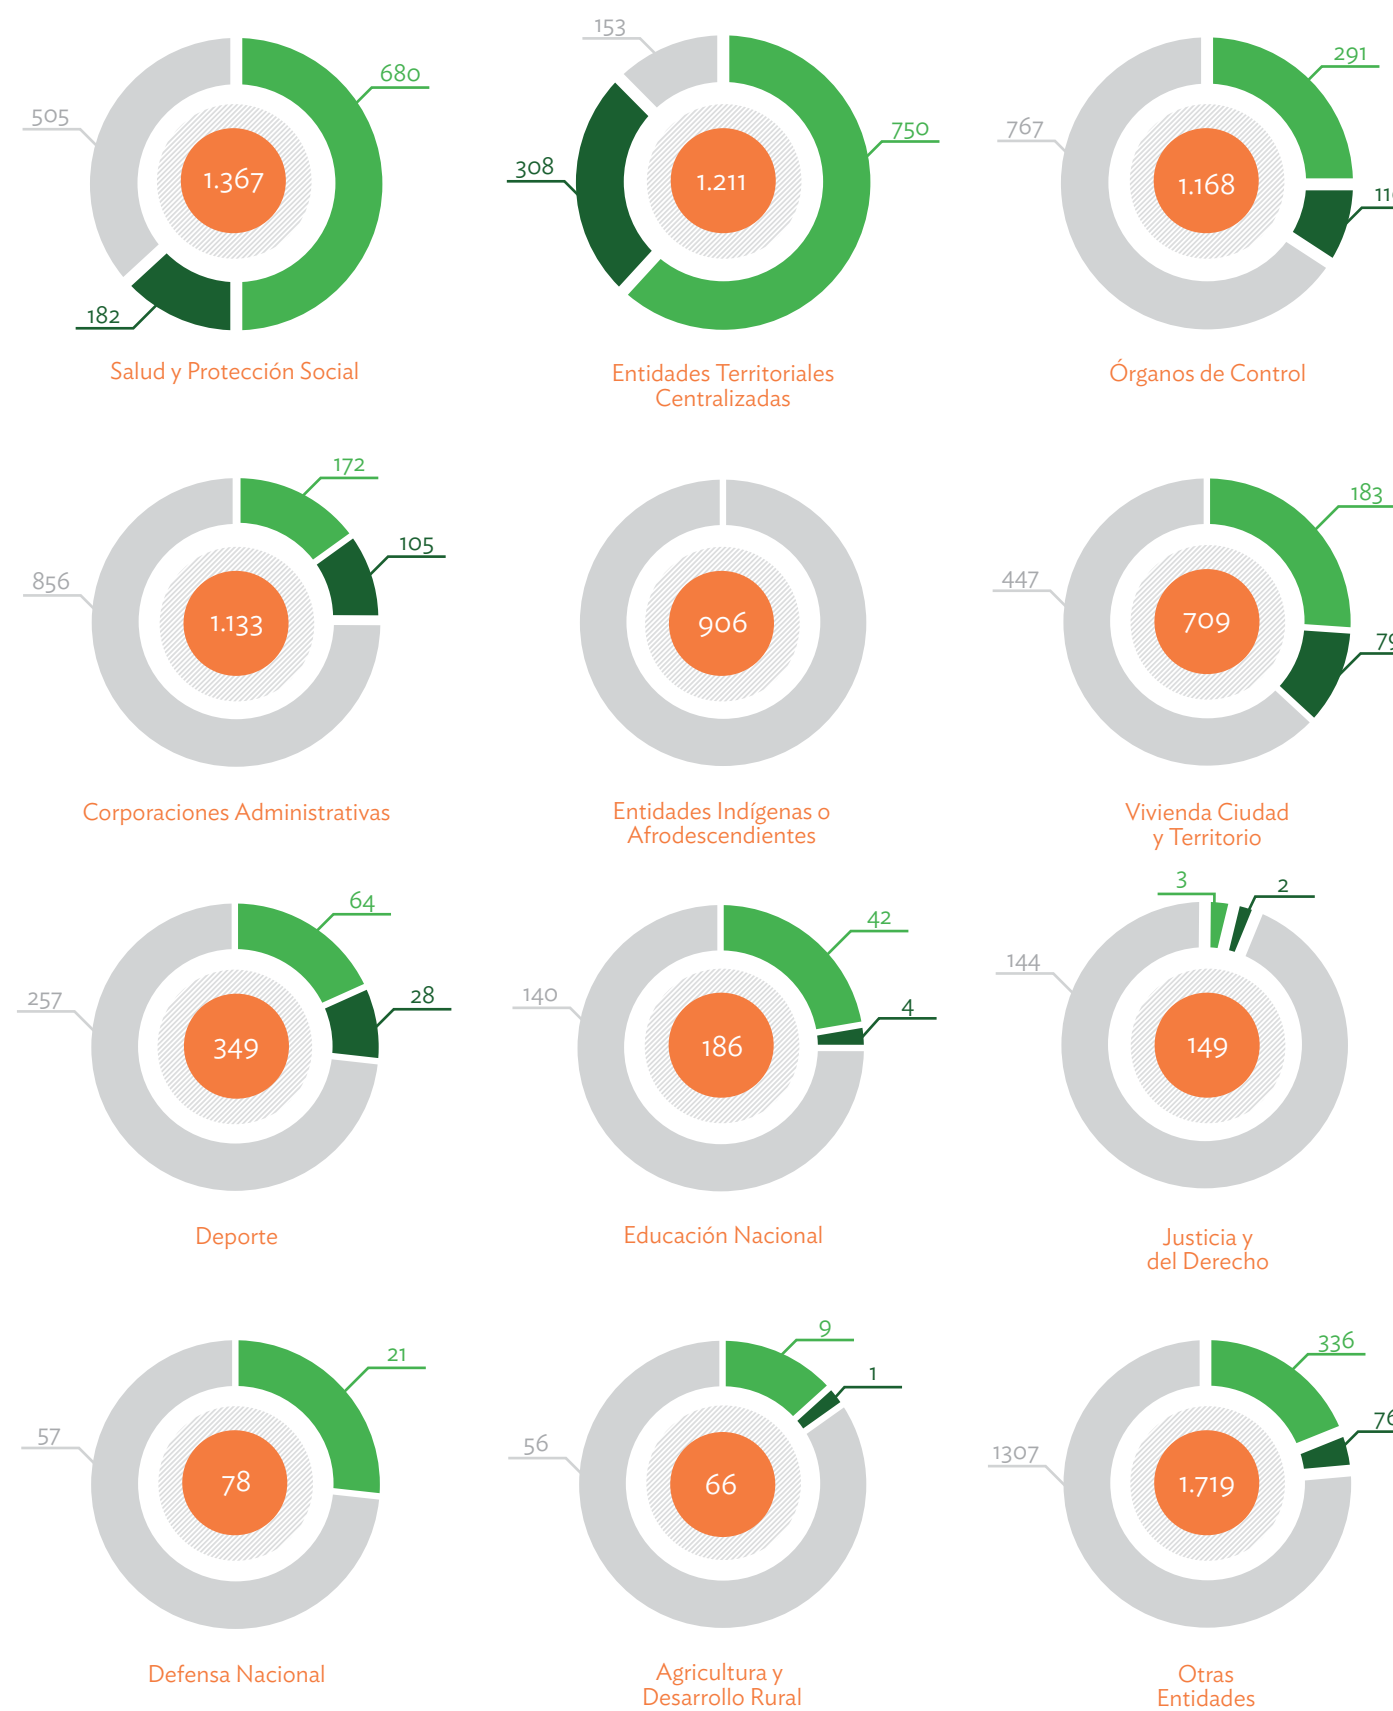 680
505
1.367
182
Salud y Protección Social
153
750
308
1.211
Entidades Territoriales
Centralizadas
291
767
1.168
Órganos de Control
172
105
856
1.133
Corporaciones Administrativas
906
Entidades Indígenas o
Afrodescendientes
183
447
709
79
Vivienda Ciudad
y Territorio
64
257
28
349
Deporte
42
140
4
186
Educación Nacional
3
2
144
149
Justicia y
del Derecho
21
57
78
Defensa Nacional
9
1
56
66
Agricultura y
Desarrollo Rural
336
76
1307
1.719
Otras
Entidades